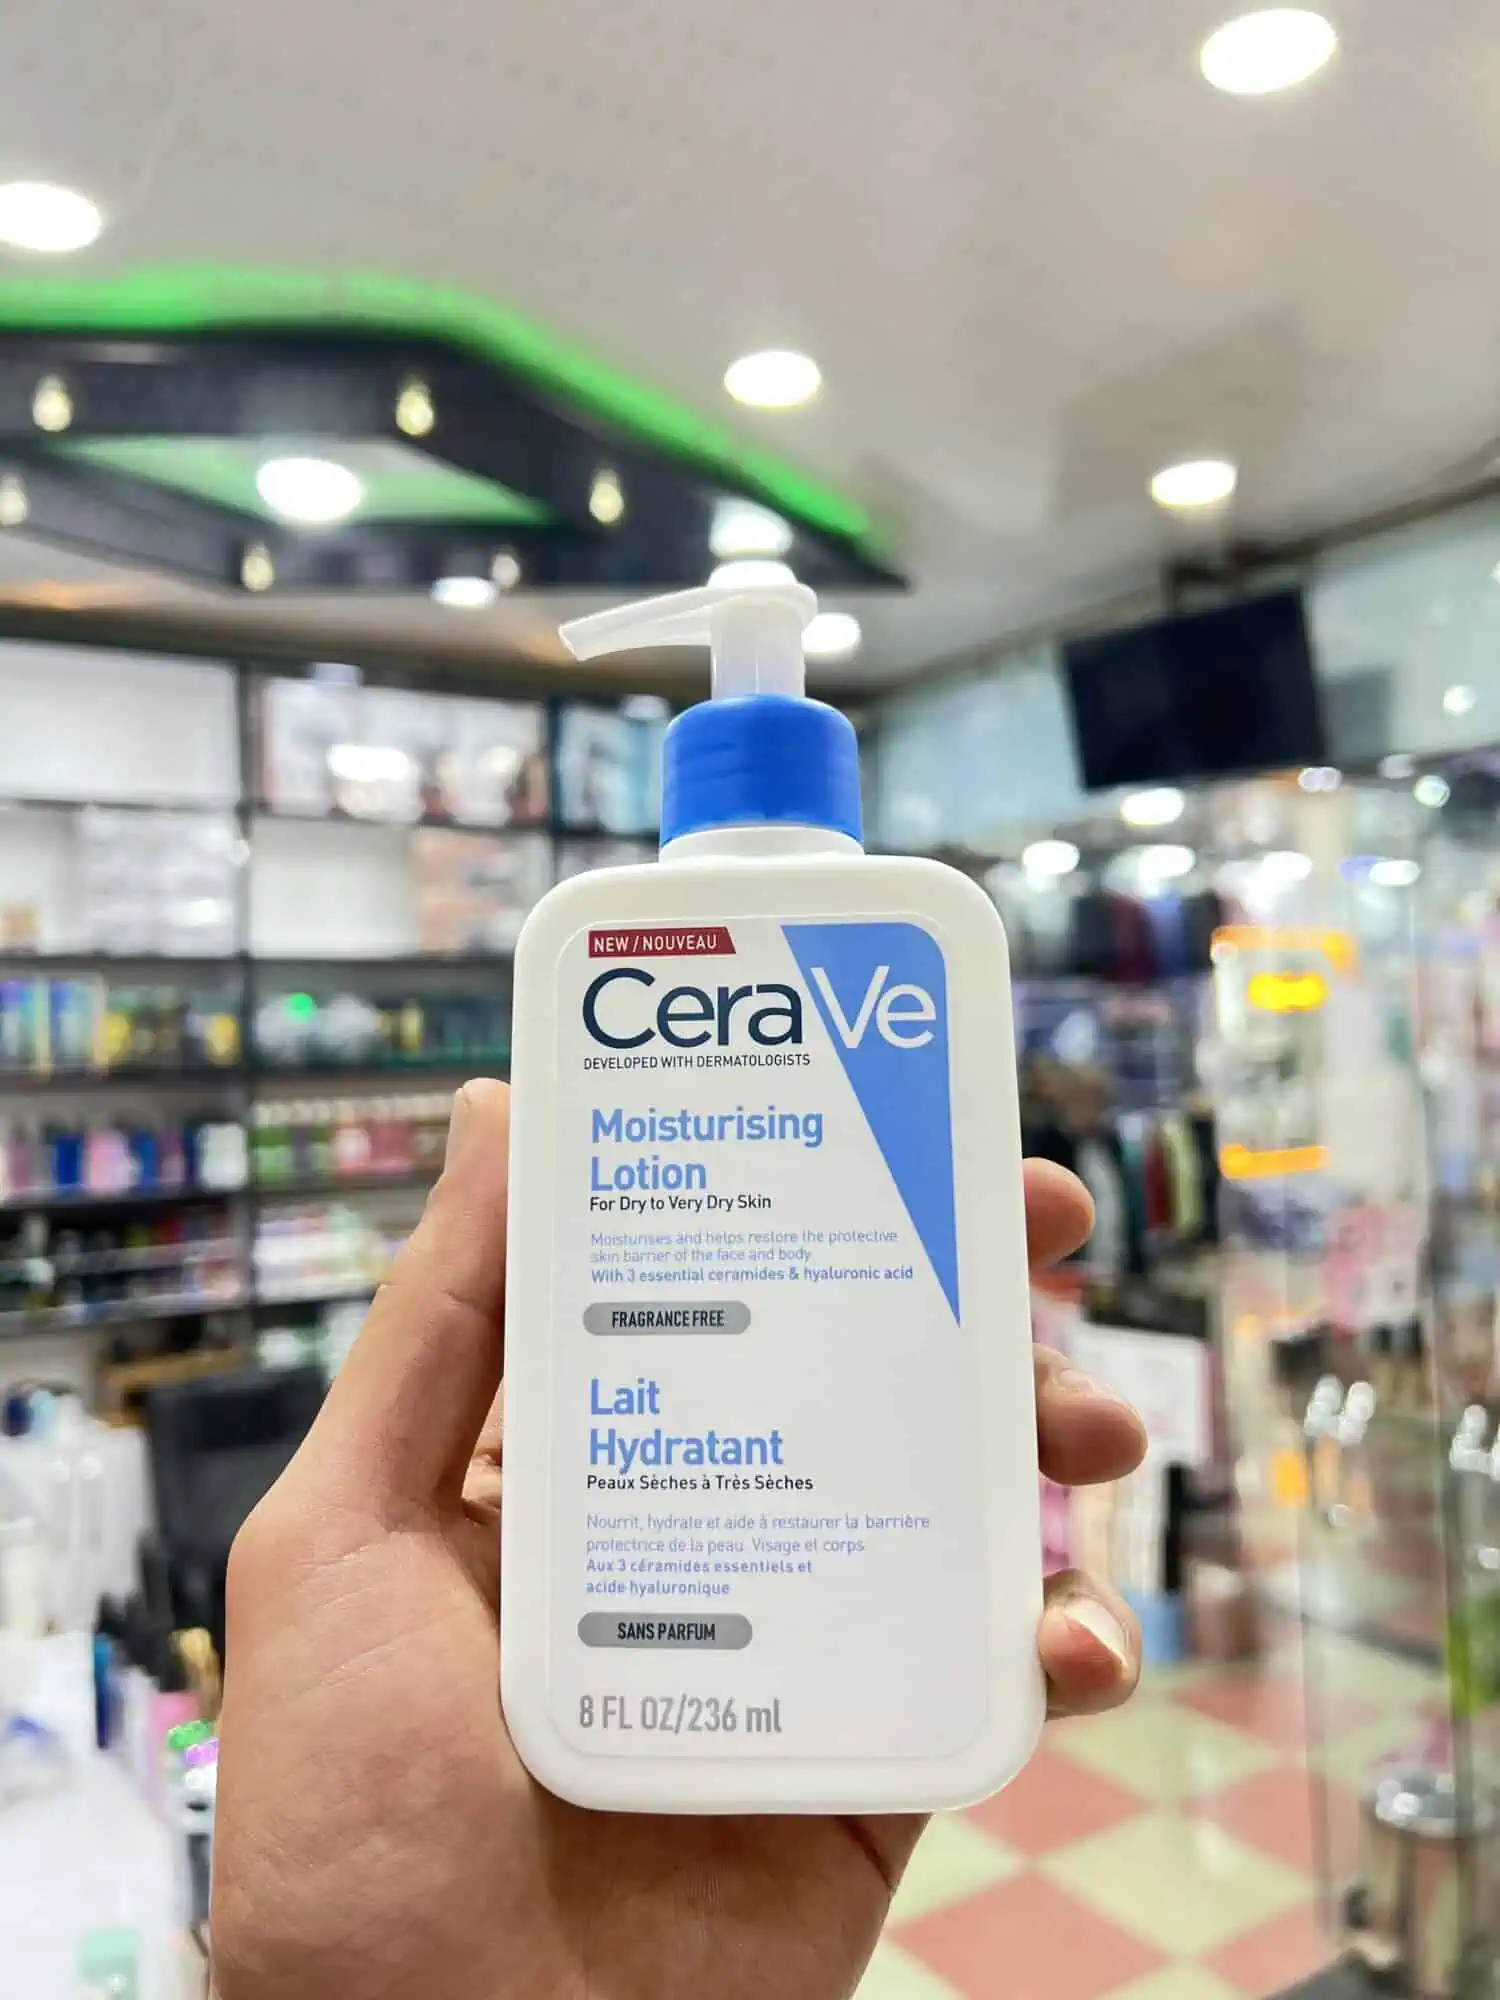 NEW / NOUVEAU
CeraVe
DEVELOPED WITH DERMATOLOGISTS
Moisturising
Lotion
For Dry to Very Dry Skin
Moisturises and helps restore the protective
skin barrier of the face and body
With 3 essential ceramides & hyaluronic acid
FRAGRANCE FREE
Lait
Hydratant
Peaux Sèches à Très Sèches
Nourrit, hydrate et aide à restaurer la barrière
protectrice de la peau. Visage et corps
Aux 3 céramides essentiels et
acide hyaluronique
SANS PARFUM
8 FL OZ/236 ml